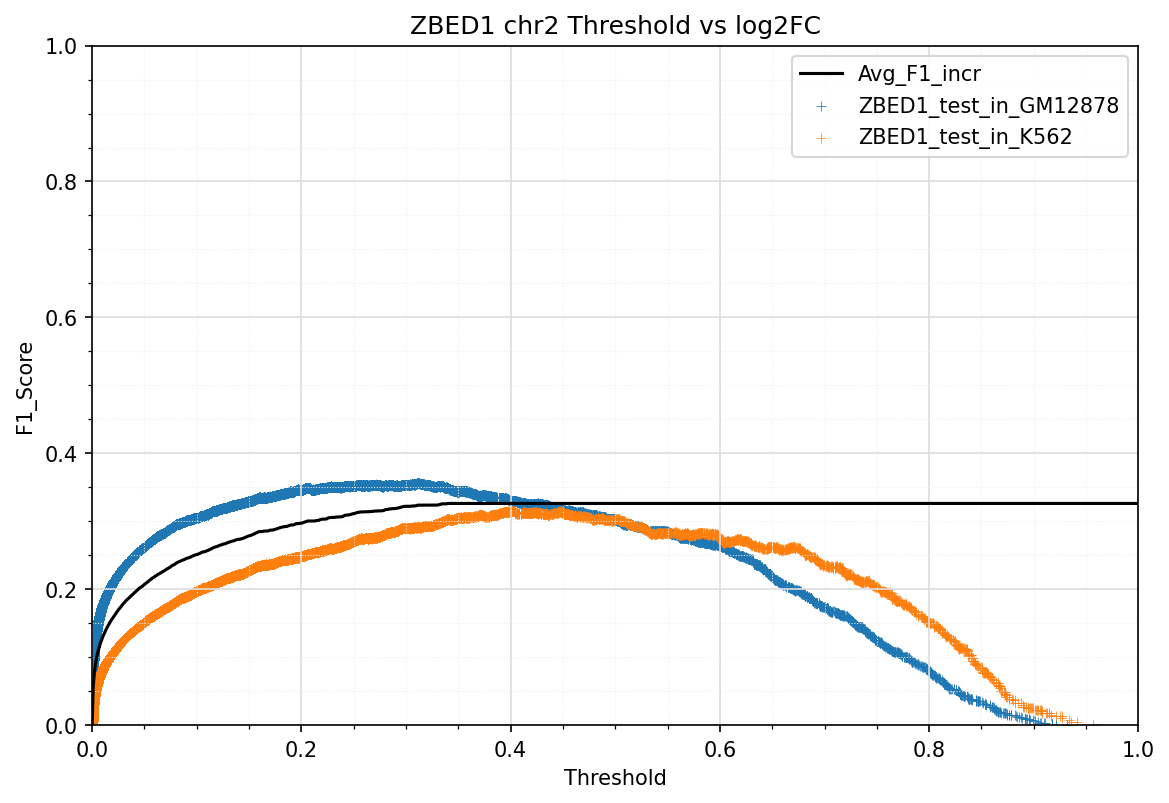 ZBED1 chr2 Threshold vs log2FC
Avg_F1_incr
ZBED1_test_in_GM12878
ZBED1_test_in_K562
F1_Score
1.0
0.8
0.6
0.4
0.2
0.0
0.0 0.2 0.4 0.6 0.8 1.0
Threshold